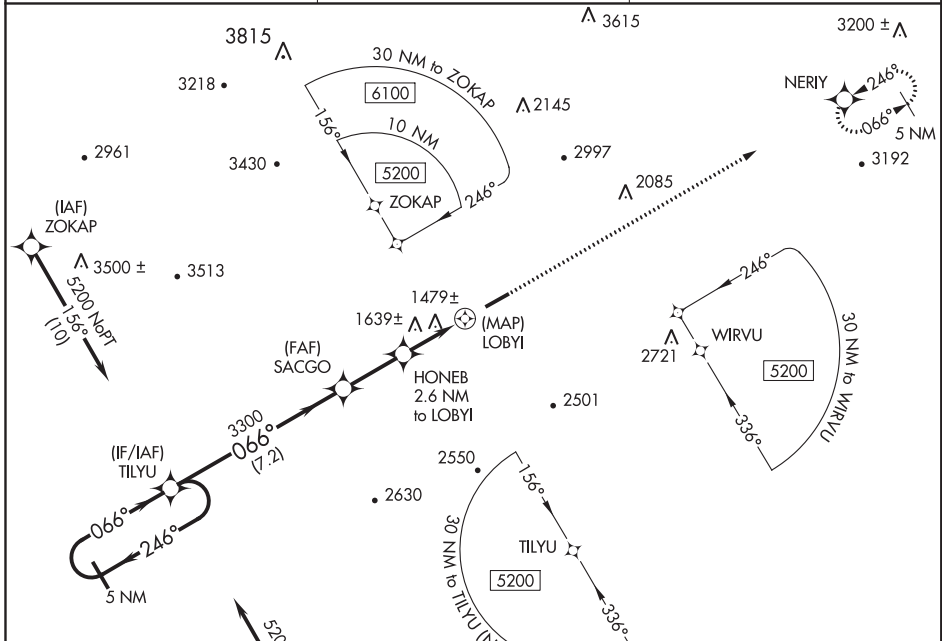 3615
3200 ±
3815
30 NM to ZOKAP
3218
6100
NERIY
246°
066°
5 NM
2145
156°
10 NM
2961
3430
5200
2997
3192
ZOKAP
246°
2085
(IAF)
ZOKAP
3500 ±
3513
5200 NoPT
156°
(10)
246°
1479±
1639±
(MAP)
LOBYI
WIRVU
2721
30 NM to WIRVU
5200
(FAF)
SACGO
HONEB
2.6 NM
to LOBYI
2501
336°
3300
066°
(7.2)
(IF/IAF)
TILYU
2550
156°
2630
066°
246°
30 NM to TILYU
TILYU
5200
5 NM
336°